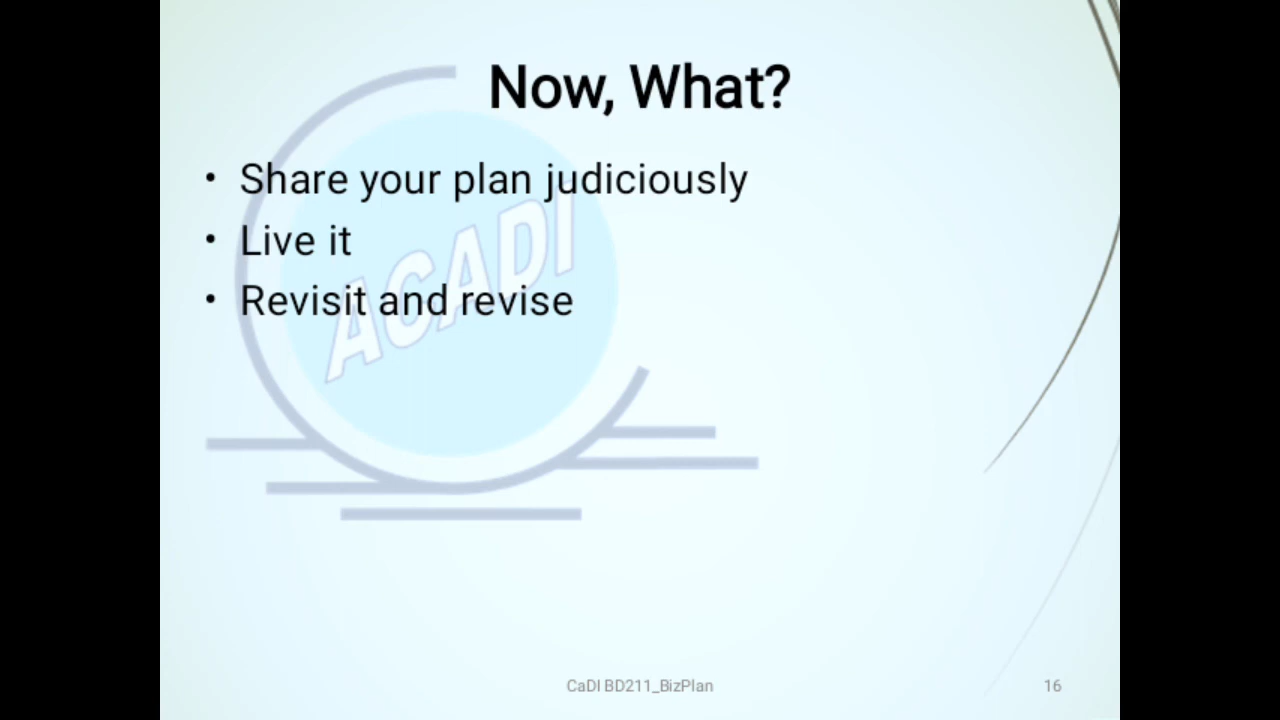 Now, What?
• Share your plan judiciously
• Live it
• Revisit and revise
ACADI
CaDI BD211_BizPlan
16